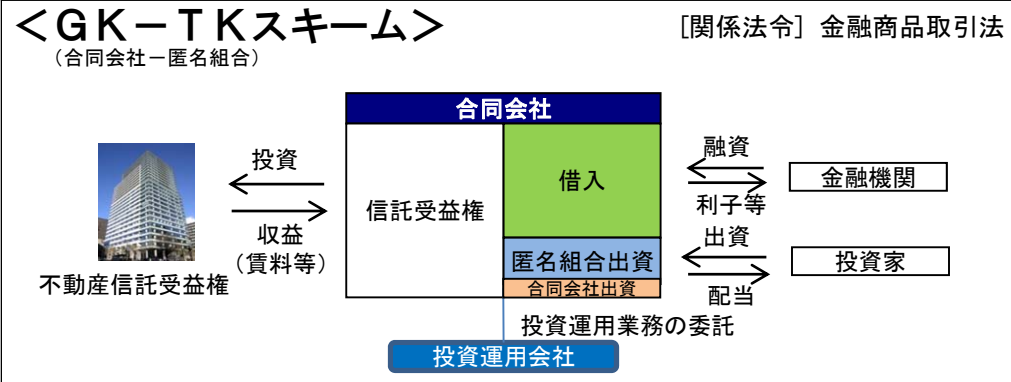 ＜ＧＫ－ＴＫスキーム＞
（合同会社－匿名組合）
［関係法令］金融商品取引法
合同会社
投資
収益
（賃料等）
不動産信託受益権
信託受益権
借入
匿名組合出資
合同会社出資
融資
利子等
金融機関
出資
配当
投資家
投資運用業務の委託
投資運用会社